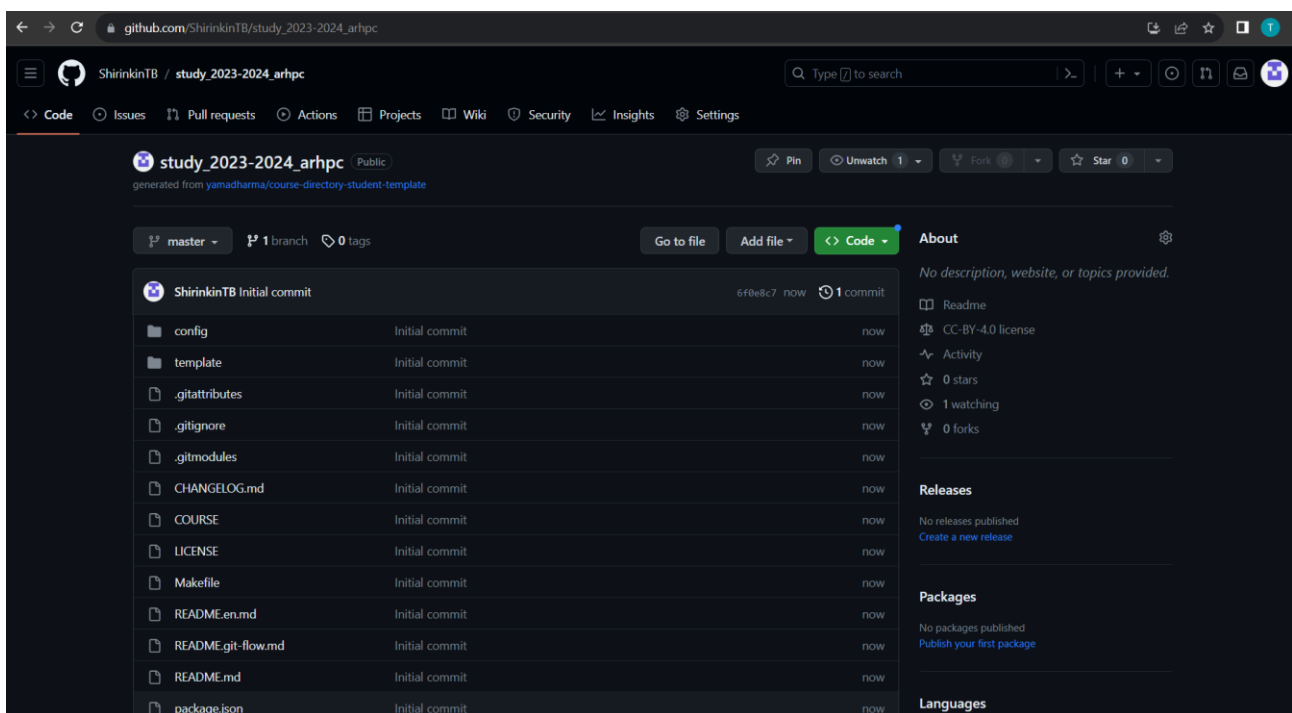 github.com/ShirinkinTB/study_2023-2024_arhpc
T
ShirinkinTB / study_2023-2024_arhpc
Type / to search
Code Issues Pull requests Actions Projects Wiki Security Insights Settings
study_2023-2024_arhpc Public
Pin Unwatch 1 Fork 0 Star 0
generated from yamadharma/course-directory-student-template
master 1 branch 0 tags
Go to file Add file Code
ShirinkinTB Initial commit 6f0e8c7 now 1 commit
config Initial commit now
template Initial commit now
.gitattributes Initial commit now
.gitignore Initial commit now
.gitmodules Initial commit now
CHANGELOG.md Initial commit now
COURSE Initial commit now
LICENSE Initial commit now
Makefile Initial commit now
README.en.md Initial commit now
README.git-flow.md Initial commit now
README.md Initial commit now
package.json Initial commit now
About
No description, website, or topics provided.
Readme
CC-BY-4.0 license
Activity
0 stars
1 watching
0 forks
Releases
No releases published
Create a new release
Packages
No packages published
Publish your first package
Languages